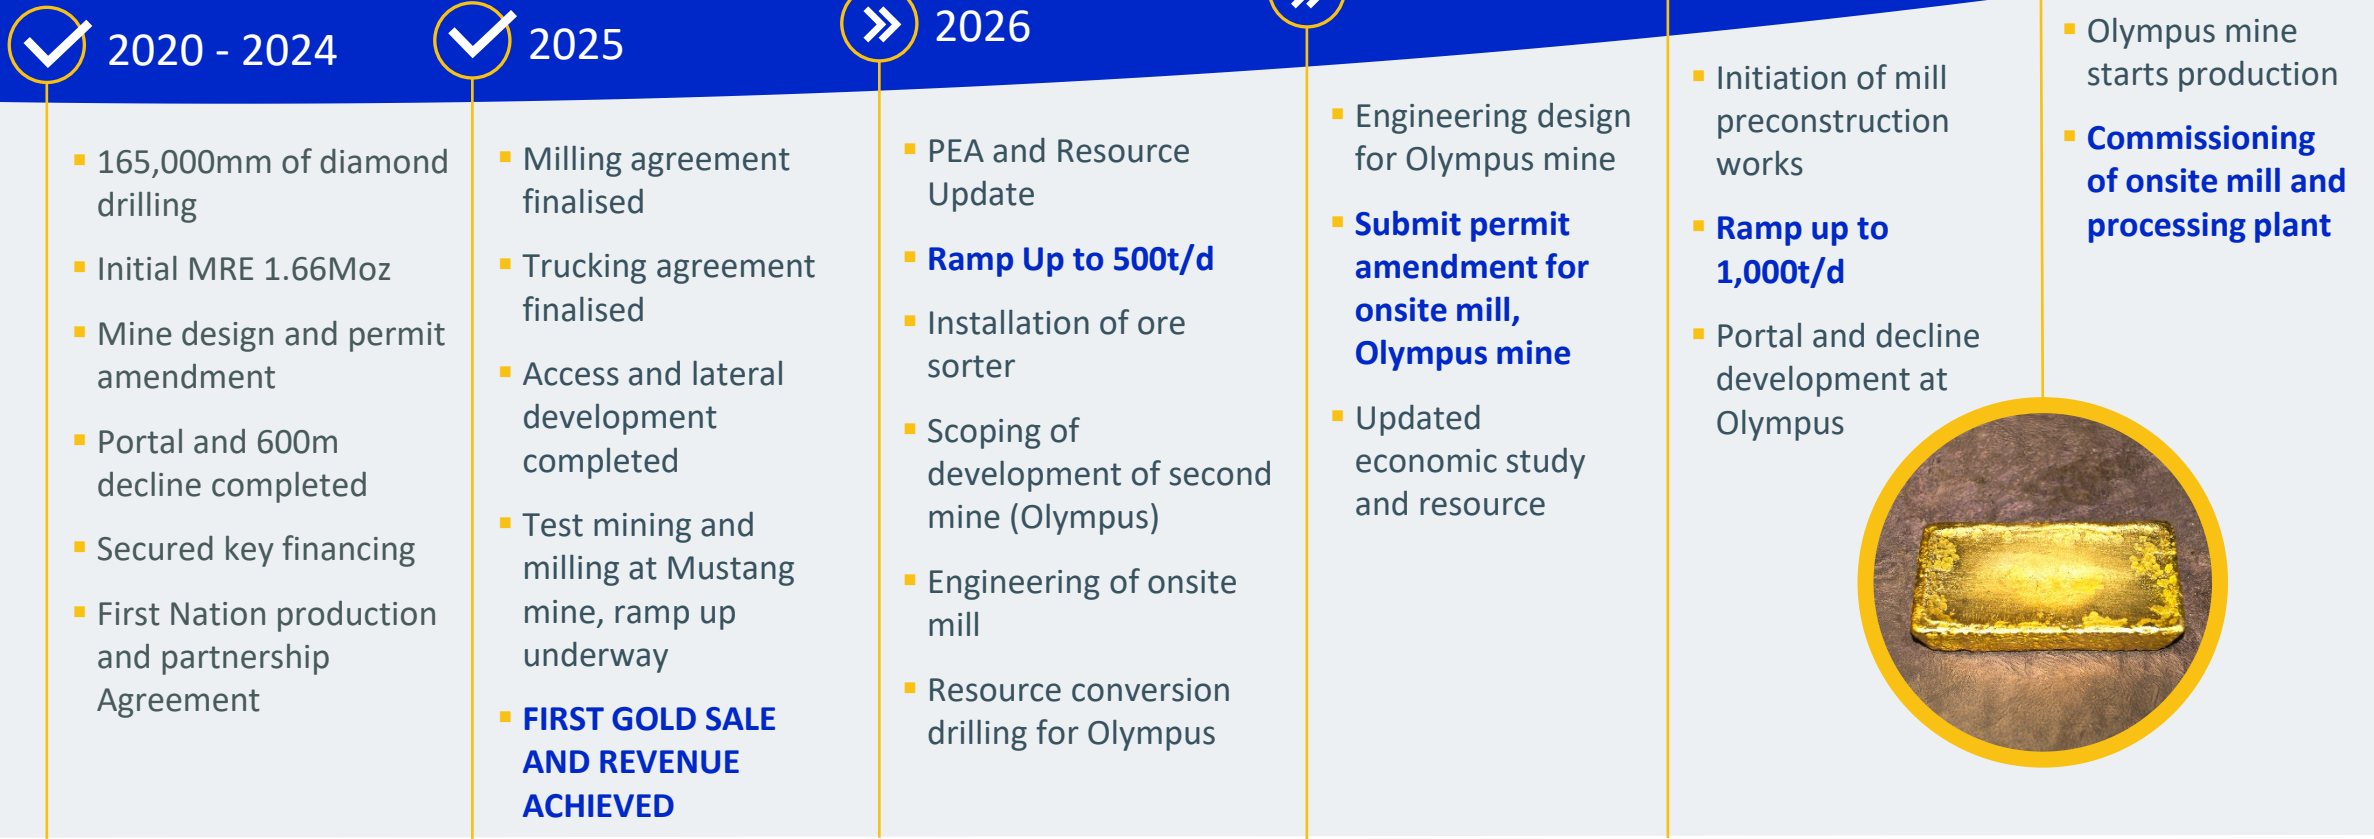 2020 - 2024
165,000mm of diamond
drilling
Initial MRE 1.66Moz
Mine design and permit
amendment
Portal and 600m
decline completed
Secured key financing
First Nation production
and partnership
Agreement
2025
Milling agreement
finalised
Trucking agreement
finalised
Access and lateral
development
completed
Test mining and
milling at Mustang
mine, ramp up
underway
FIRST GOLD SALE
AND REVENUE
ACHIEVED
2026
PEA and Resource
Update
Ramp Up to 500t/d
Installation of ore
sorter
Scoping of
development of second
mine (Olympus)
Engineering of onsite
mill
Resource conversion
drilling for Olympus
Engineering design
for Olympus mine
Submit permit
amendment for
onsite mill,
Olympus mine
Updated
economic study
and resource
Initiation of mill
preconstruction
works
Ramp up to
1,000t/d
Portal and decline
development at
Olympus
Olympus mine
starts production
Commissioning
of onsite mill and
processing plant